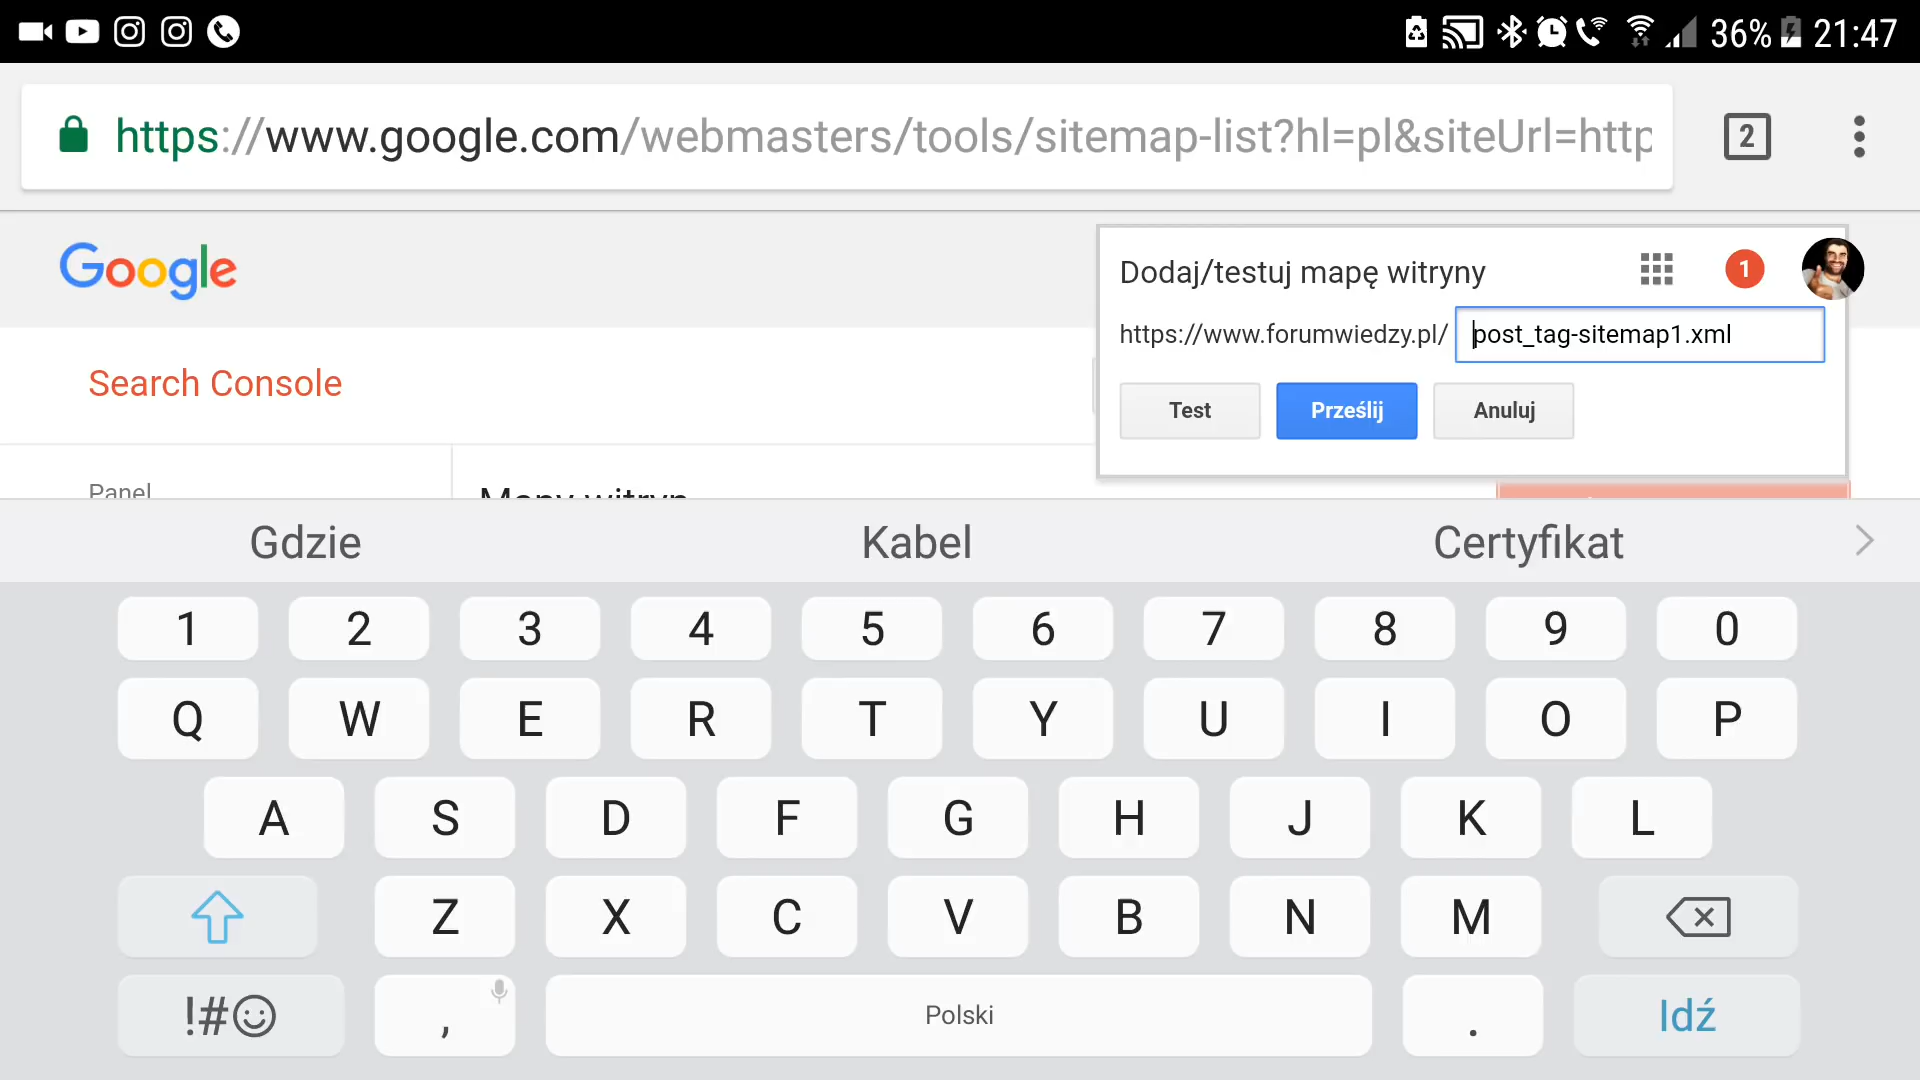 36% 21:47
https://www.google.com/webmasters/tools/sitemap-list?hl=pl&siteUrl=http
2
Google
Dodaj/testuj mapę witryny
1
https://www.forumwiedzy.pl/ post_tag-sitemap1.xml
Search Console
Test Prześlij Anuluj
Panel
Mapy witryn
Gdzie Kabel Certyfikat
1 2 3 4 5 6 7 8 9 0
Q W E R T Y U I O P
A S D F G H J K L
Z X C V B N M
!#☺ , Polski . Idź